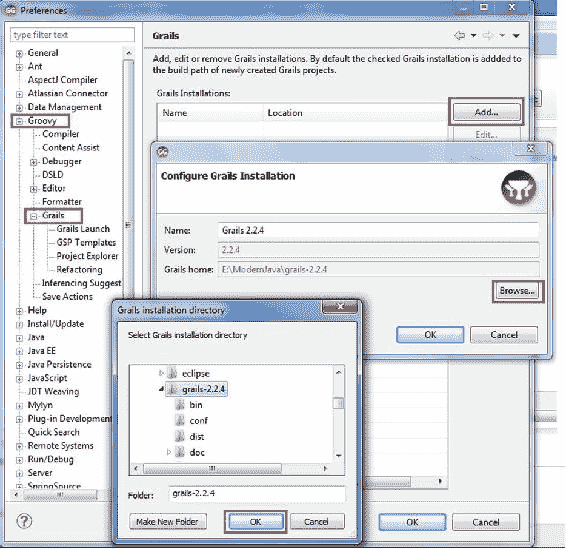 Preferences
type filter text
General
Ant
AspectJ Compiler
Atlassian Connector
Data Management
Groovy
Compiler
Content Assist
Debugger
DSLD
Editor
Formatter
Grails
Grails Launch
GSP Templates
Project Explorer
Refactoring
Inferencing Suggest
Save Actions
Help
Install/Update
Java
Java EE
Java Persistence
JavaScript
JDT Weaving
Mylyn
Plug-in Development
Quick Search
Remote Systems
Run/Debug
Server
SpringSource
Grails
Add, edit or remove Grails installations. By default the checked Grails installation is addded to
the build path of newly created Grails projects.
Grails Installations:
Name Location
Add...
Edit...
Configure Grails Installation
Name: Grails 2.2.4
Version: 2.2.4
Grails home: E:\ModernJava\grails-2.2.4
Browse...
OK Cancel
Grails installation directory
Select Grails installation directory
eclipse
grails-2.2.4
bin
conf
dist
doc
Folder: grails-2.2.4
Make New Folder OK Cancel
OK Cancel